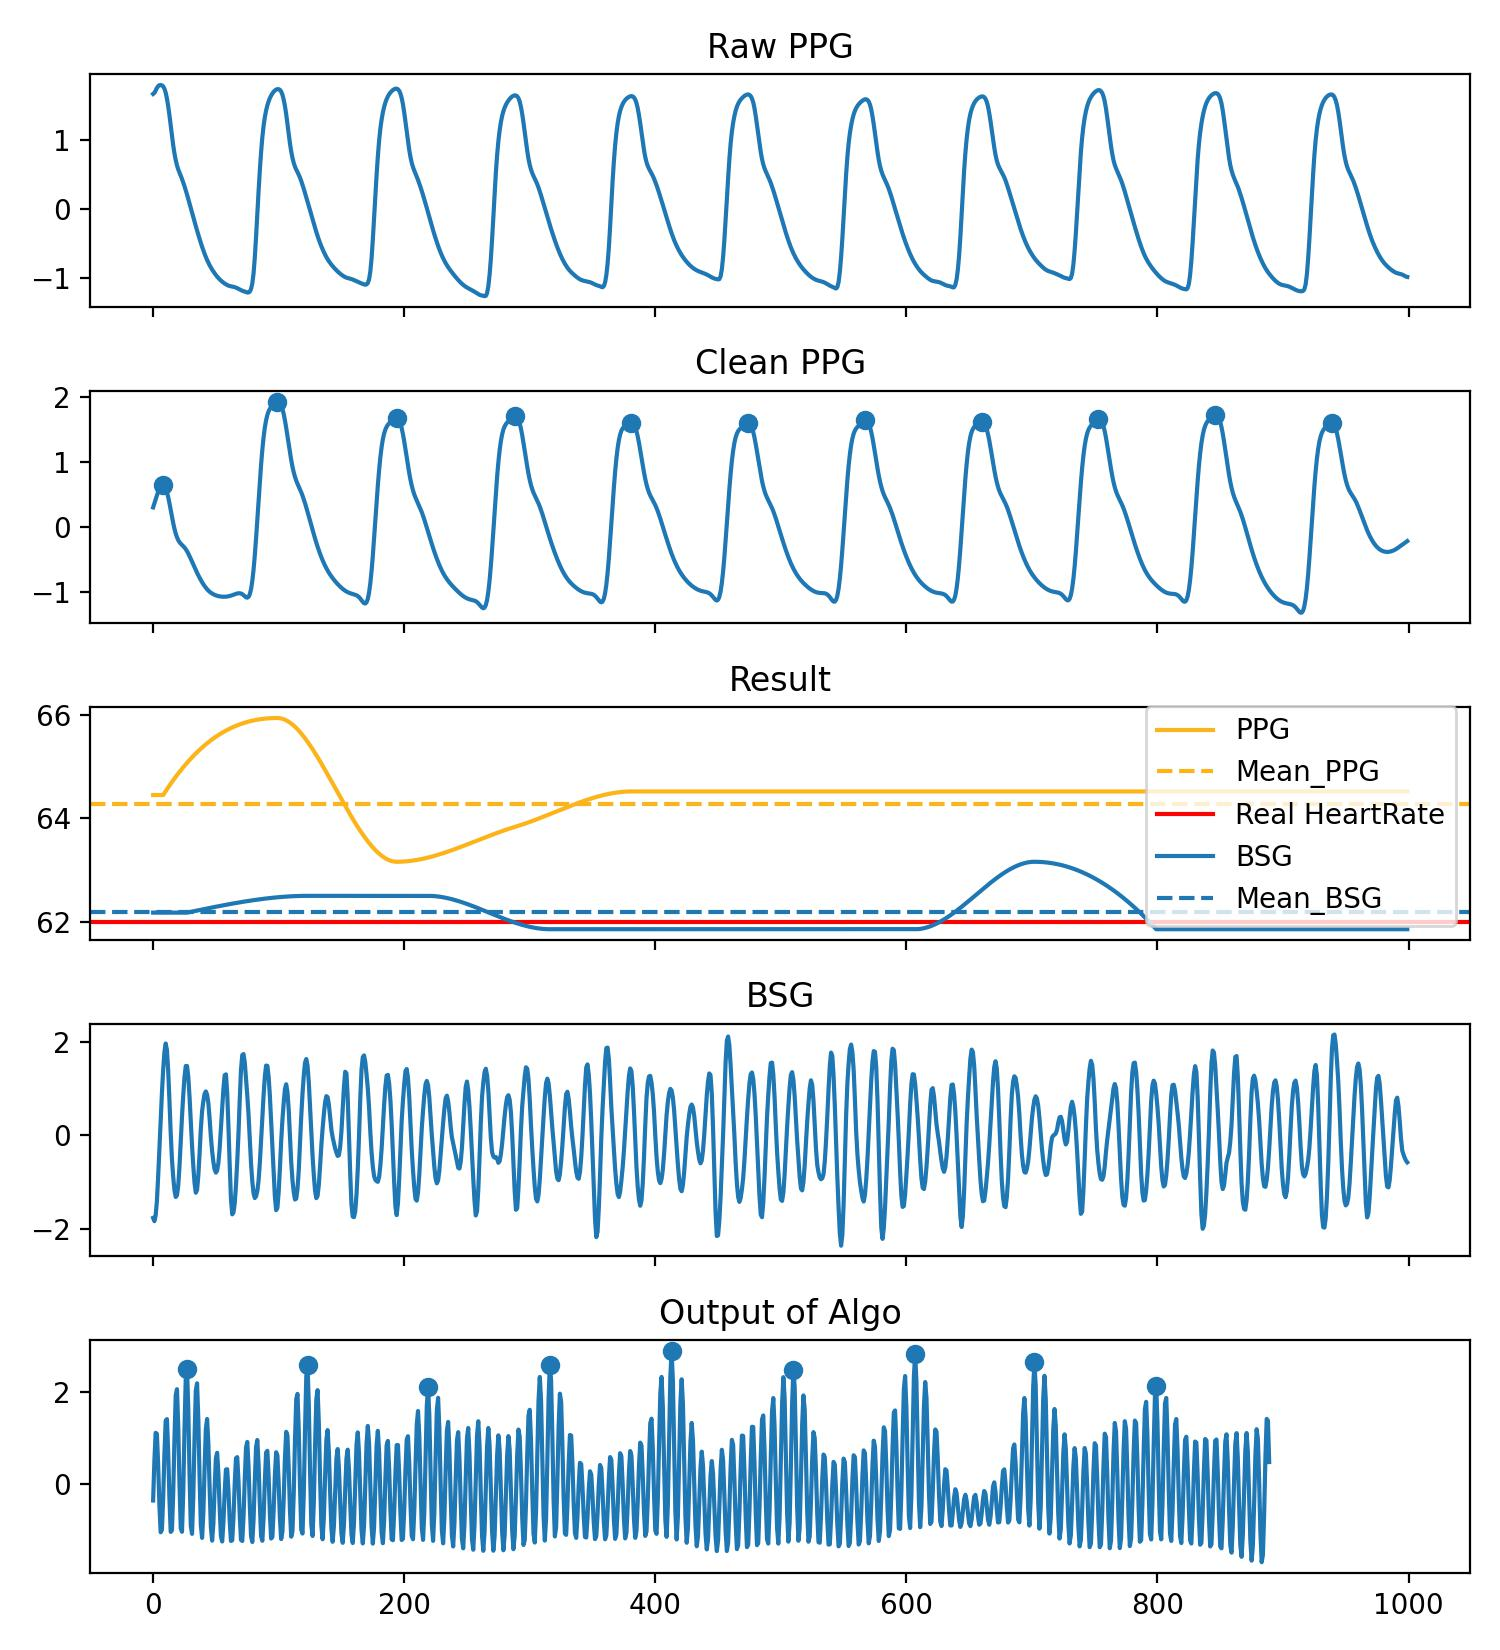 Raw PPG
1
0
−1
Clean PPG
2
1
0
−1
Result
66
64
62
PPG
Mean_PPG
Real HeartRate
BSG
Mean_BSG
BSG
2
0
−2
Output of Algo
2
0
0 200 400 600 800 1000